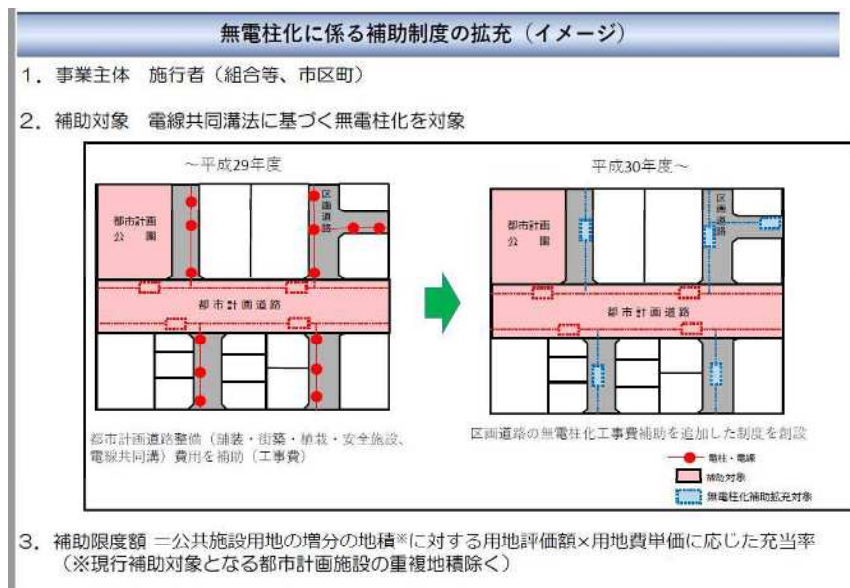 無電柱化に係る補助制度の拡充（イメージ）
1．事業主体　施行者（組合等、市区町）
2．補助対象　電線共同溝法に基づく無電柱化を対象
～平成29年度
都市計画
公　園
区画道路
都市計画道路
都市計画道路整備（舗装・街築・植栽・安全施設、
電線共同溝）費用を補助（工事費）
平成30年度～
都市計画
公　園
区画道路
都市計画道路
区画道路の無電柱化工事費補助を追加した制度を創設
電柱・電線
補助対象
無電柱化補助拡充対象
3．補助限度額 ＝公共施設用地の増分の地積※に対する用地評価額×用地費単価に応じた充当率
（※現行補助対象となる都市計画施設の重複地積除く）